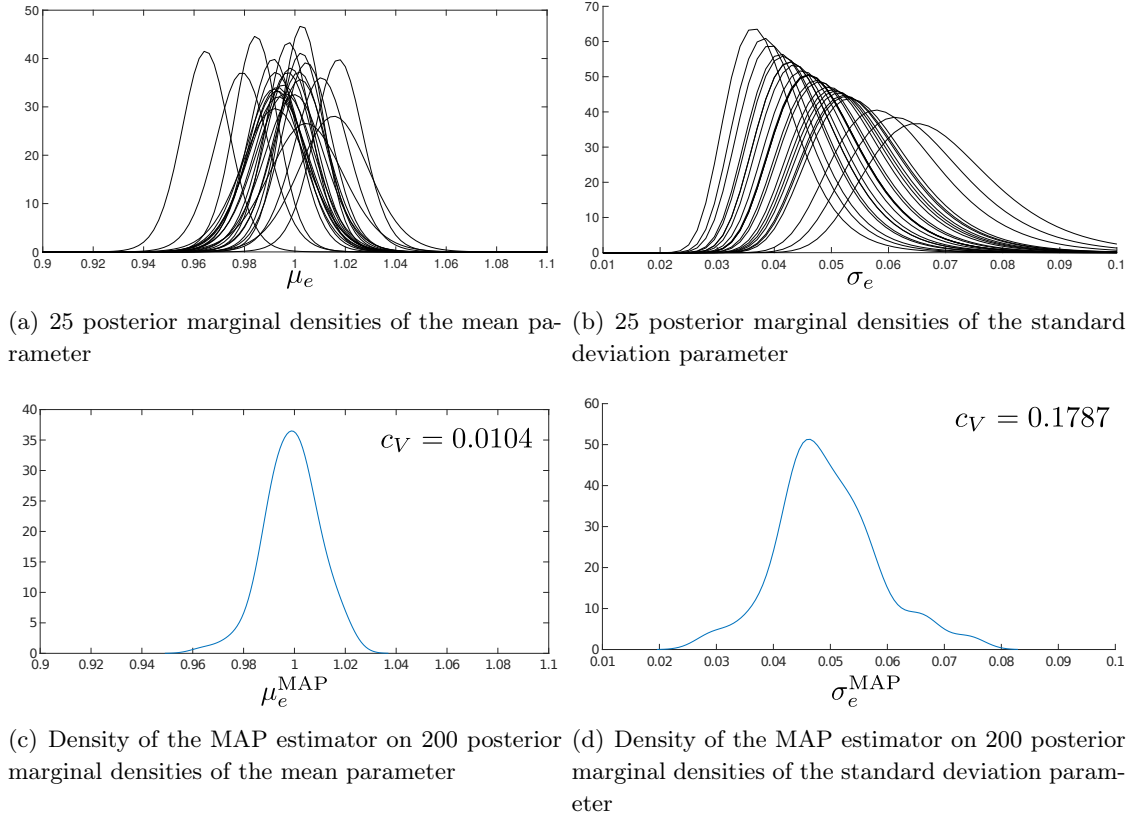 50
40
30
20
10
0
0.9 0.92 0.94 0.96 0.98 1 1.02 1.04 1.06 1.08 1.1
μ_e
70
60
50
40
30
20
10
0
0.01 0.02 0.03 0.04 0.05 0.06 0.07 0.08 0.09 0.1
σ_e
(a) 25 posterior marginal densities of the mean pa-
rameter
(b) 25 posterior marginal densities of the standard
deviation parameter
40
35
30
25
20
15
10
5
0
c_V = 0.0104
0.9 0.92 0.94 0.96 0.98 1 1.02 1.04 1.06 1.08 1.1
μ_e^MAP
60
50
40
30
20
10
0
c_V = 0.1787
0.01 0.02 0.03 0.04 0.05 0.06 0.07 0.08 0.09 0.1
σ_e^MAP
(c) Density of the MAP estimator on 200 posterior
marginal densities of the mean parameter
(d) Density of the MAP estimator on 200 posterior
marginal densities of the standard deviation param-
eter